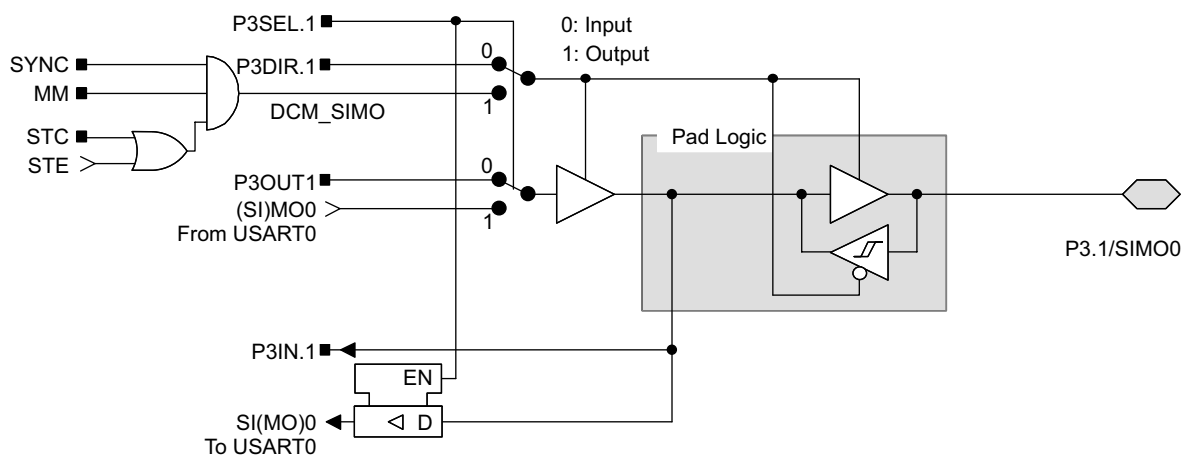 P3SEL.1
0: Input
1: Output
SYNC
P3DIR.1
0
MM
1
DCM_SIMO
STC
STE
Pad Logic
P3OUT1
0
(SI)MO0
1
From USART0
P3.1/SIMO0
P3IN.1
EN
SI(MO)0
D
To USART0